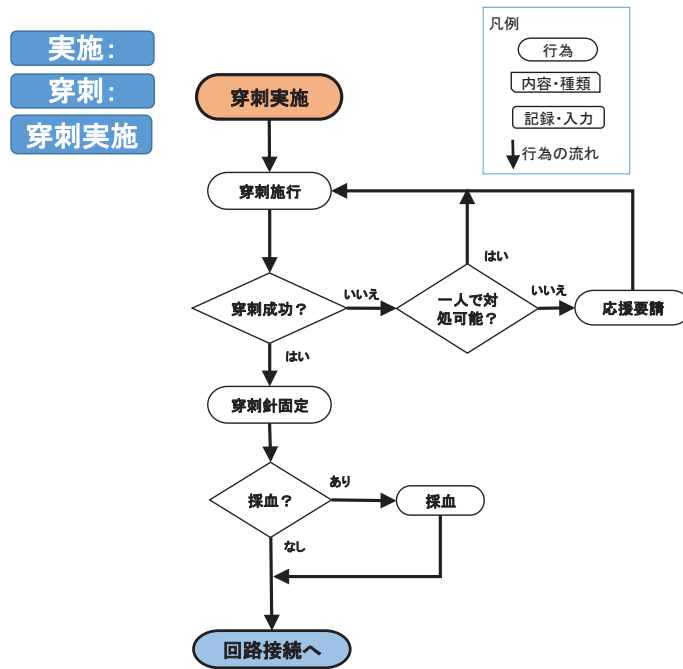 実施：
穿刺：
穿刺実施
凡例
行為
内容・種類
記録・入力
行為の流れ
穿刺実施
穿刺施行
はい
穿刺成功？
いいえ
一人で対
処可能？
いいえ
応援要請
はい
穿刺針固定
採血？
あり
採血
なし
回路接続へ